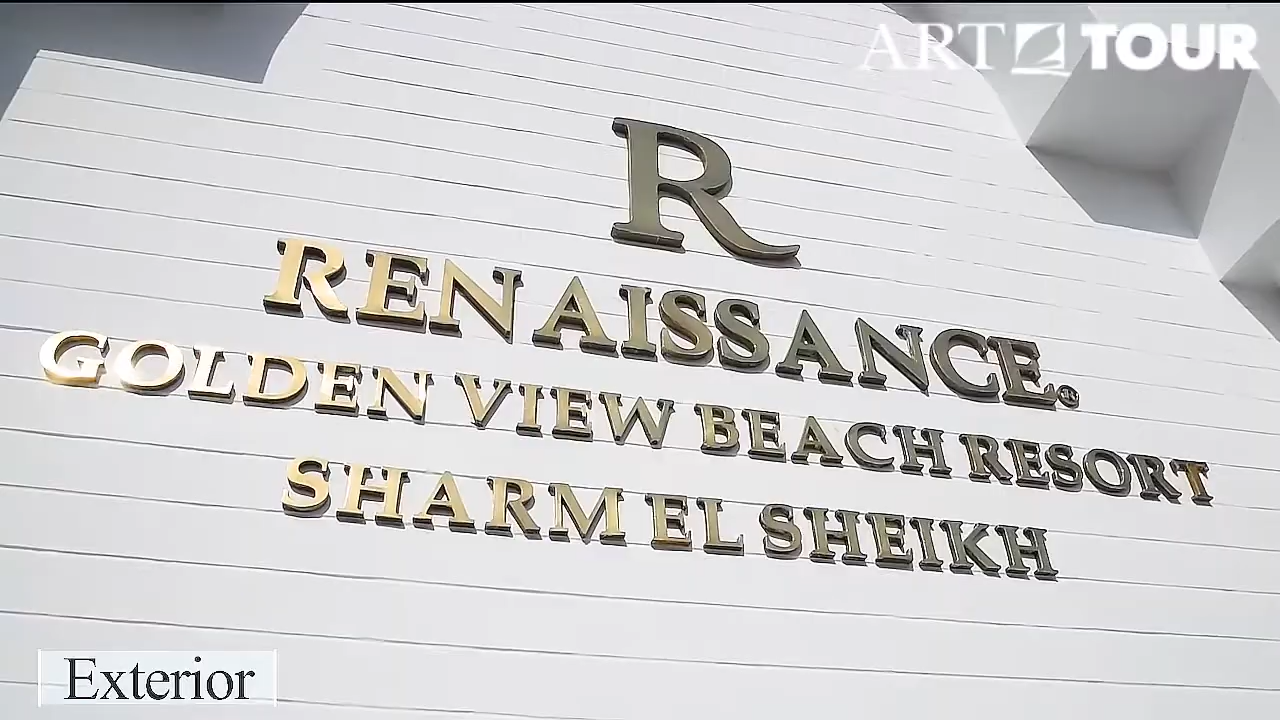 ART TOUR
R
RENAISSANCE®
GOLDEN VIEW BEACH RESORT
SHARM EL SHEIKH
Exterior